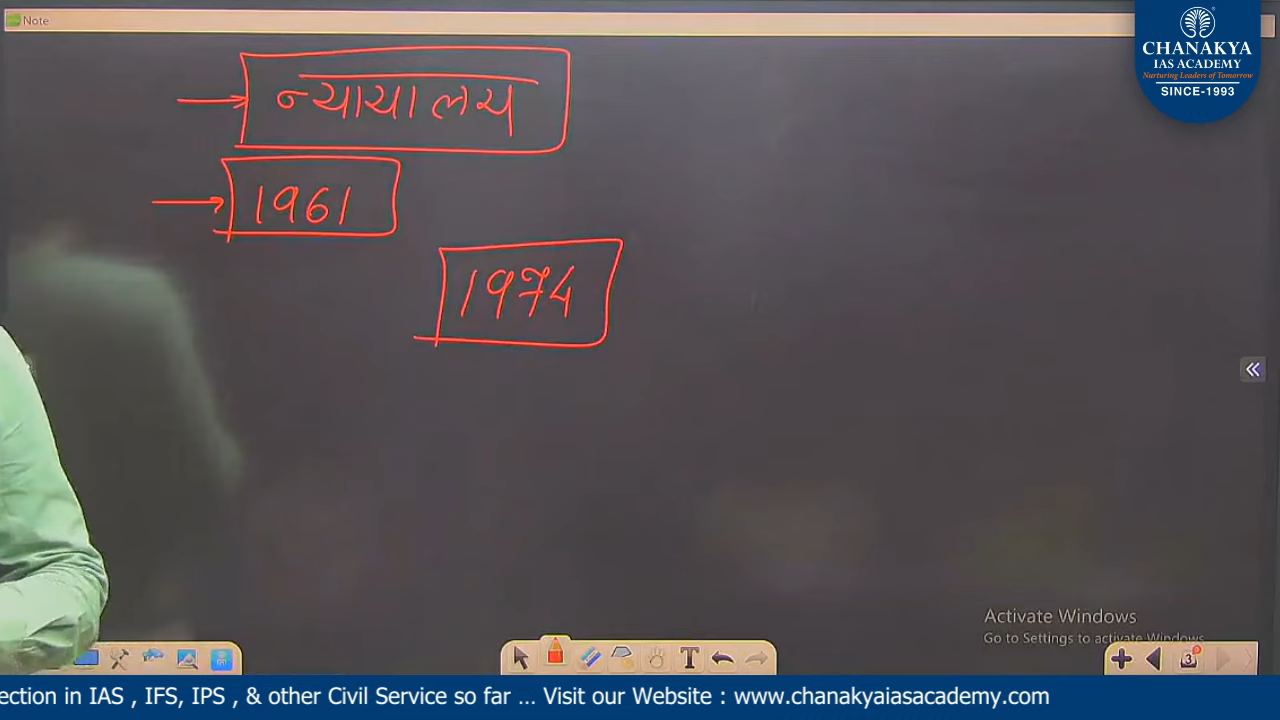 Note
CHANAKYA
IAS ACADEMY
Nurturing Leaders of Tomorrow
SINCE-1993
न्यायालय
1961
1974
Activate Windows
Go to Settings to activate Windows.
T
3
ection in IAS , IFS, IPS , & other Civil Service so far ... Visit our Website : www.chanakyaiasacademy.com